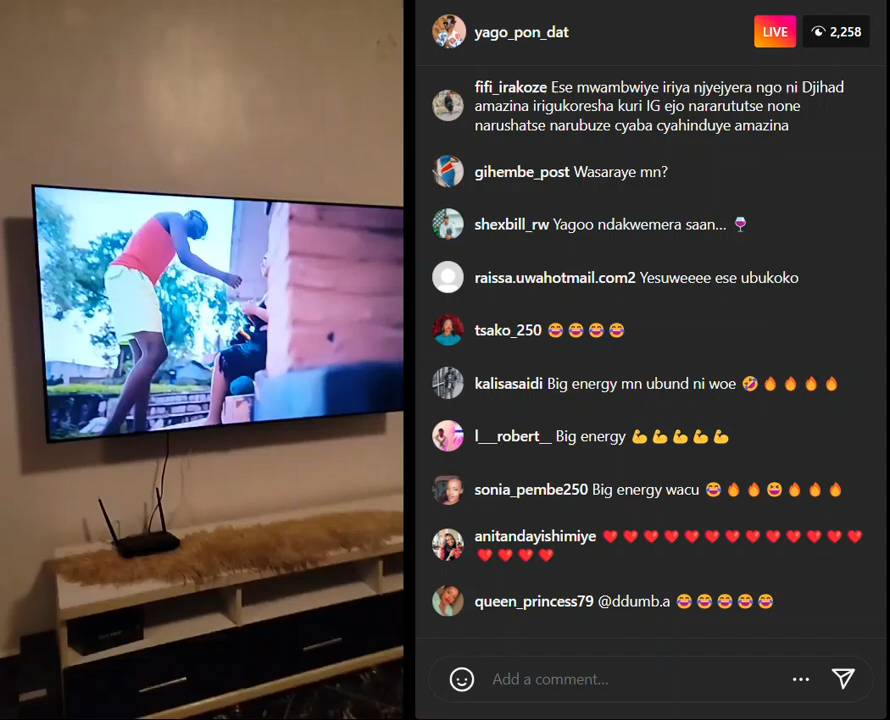 yago_pon_dat
LIVE
2,258
fifi_irakoze Ese mwambwiye iriya njyejyera ngo ni Djihad
amazina irigukoresha kuri IG ejo nararututse none
narushatse narubuze cyaba cyahinduye amazina
gihembe_post Wasaraye mn?
shexbill_rw Yagoo ndakwemera saan... 🍷
raissa.uwahotmail.com2 Yesuweeee ese ubukoko
tsako_250 😂 😂 😂 😂
kalisasaidi Big energy mn ubund ni woe 🤣 🔥 🔥 🔥 🔥
l___robert__ Big energy 💪 💪 💪 💪 💪
sonia_pembe250 Big energy wacu 😂 🔥 🔥 😆 🔥 🔥 🔥
anitandayishimiye ❤️ ❤️ ❤️ ❤️ ❤️ ❤️ ❤️ ❤️ ❤️ ❤️ ❤️ ❤️ ❤️
❤️ ❤️ ❤️ ❤️
queen_princess79 @ddumb.a 😂 😂 😂 😂 😂
Add a comment...